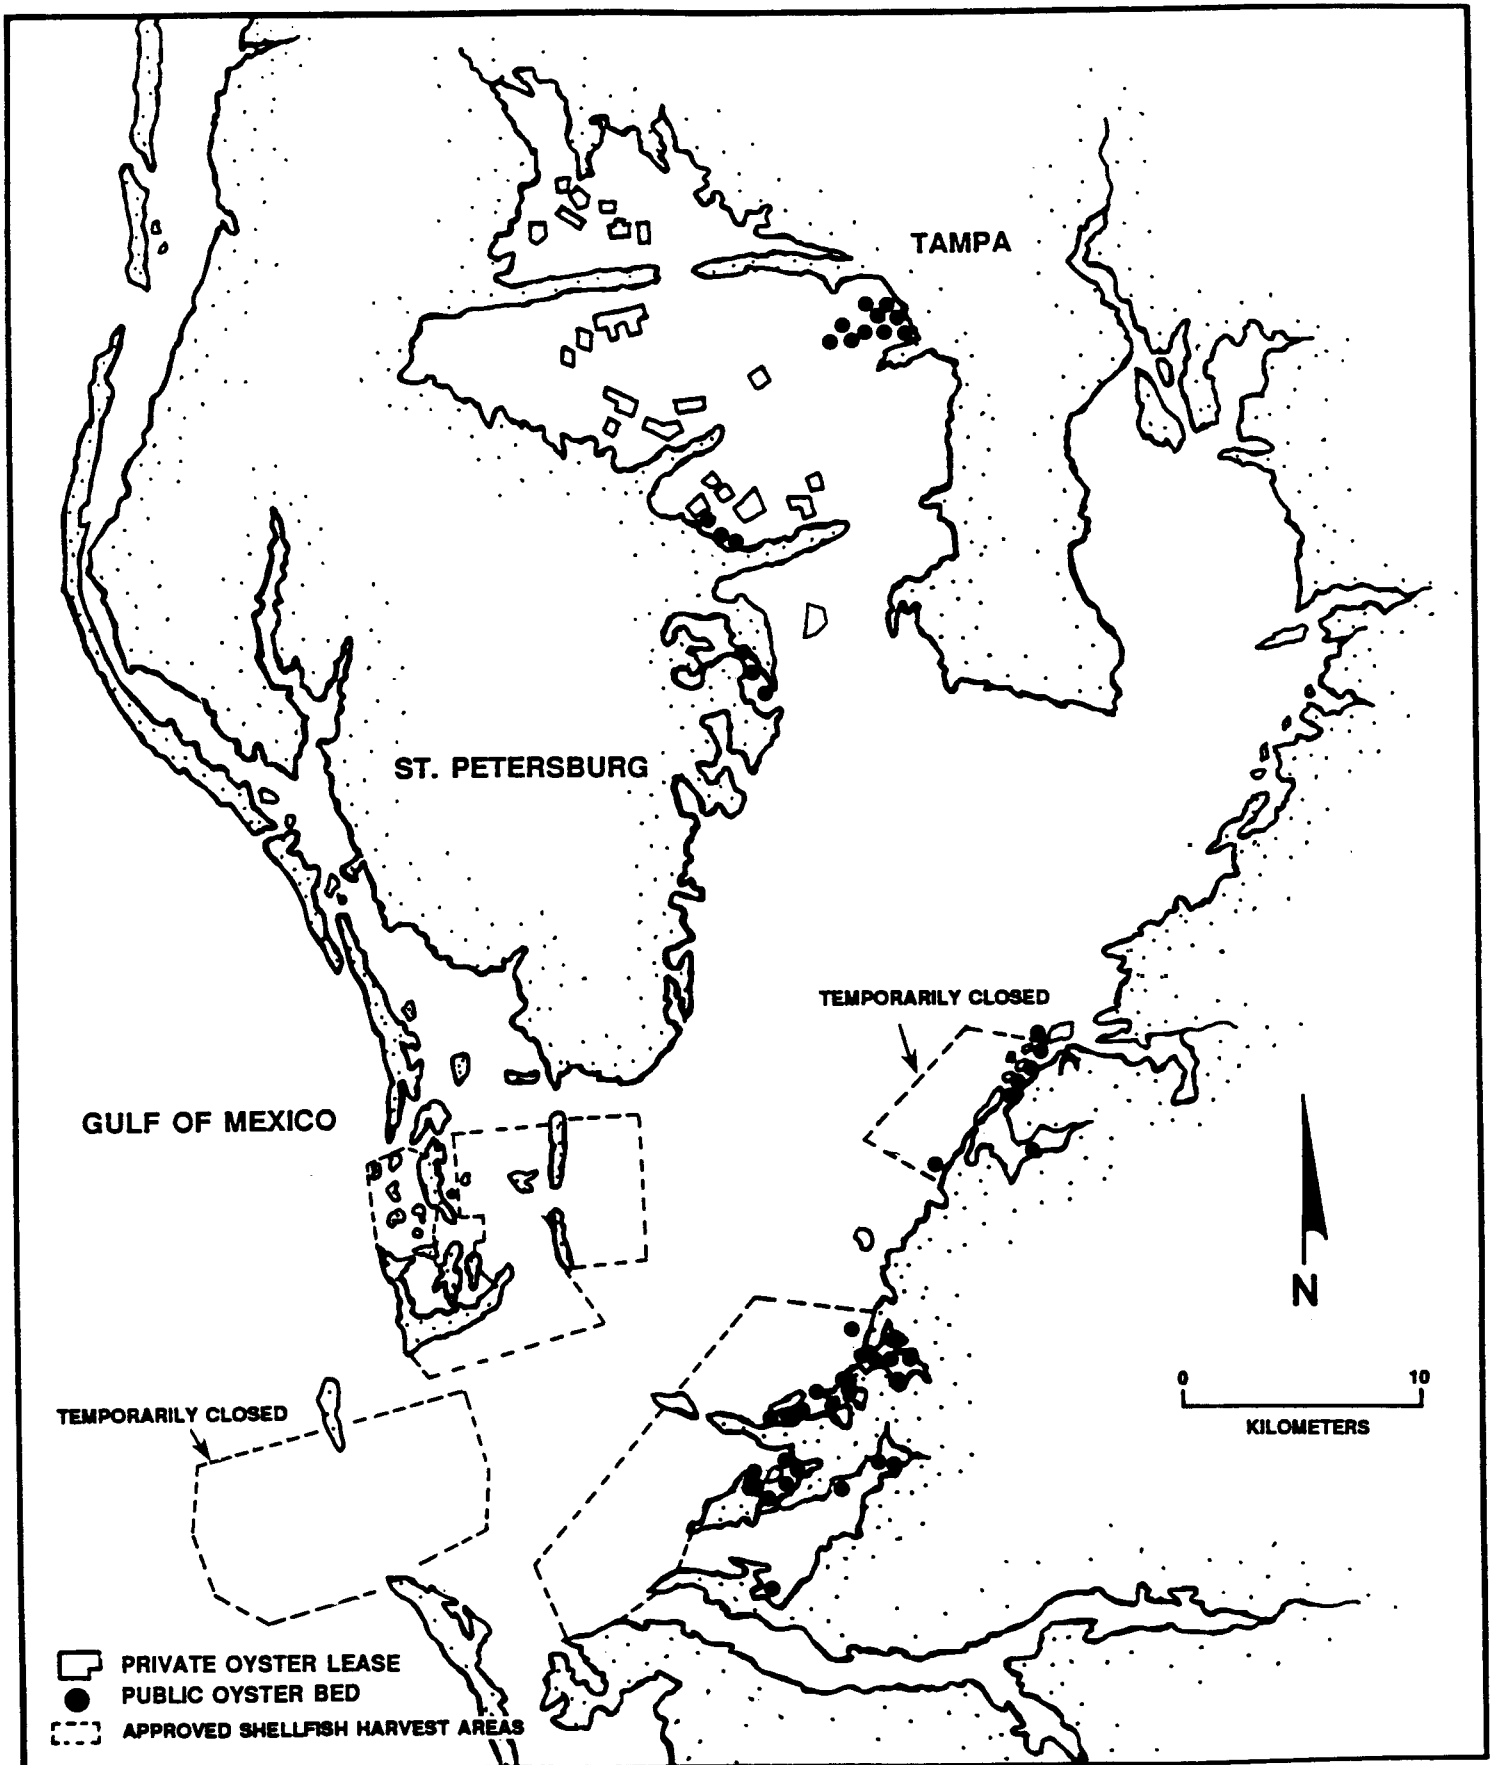 TAMPA
ST. PETERSBURG
TEMPORARILY CLOSED
GULF OF MEXICO
N
0 10
KILOMETERS
TEMPORARILY CLOSED
PRIVATE OYSTER LEASE
PUBLIC OYSTER BED
APPROVED SHELLFISH HARVEST AREAS